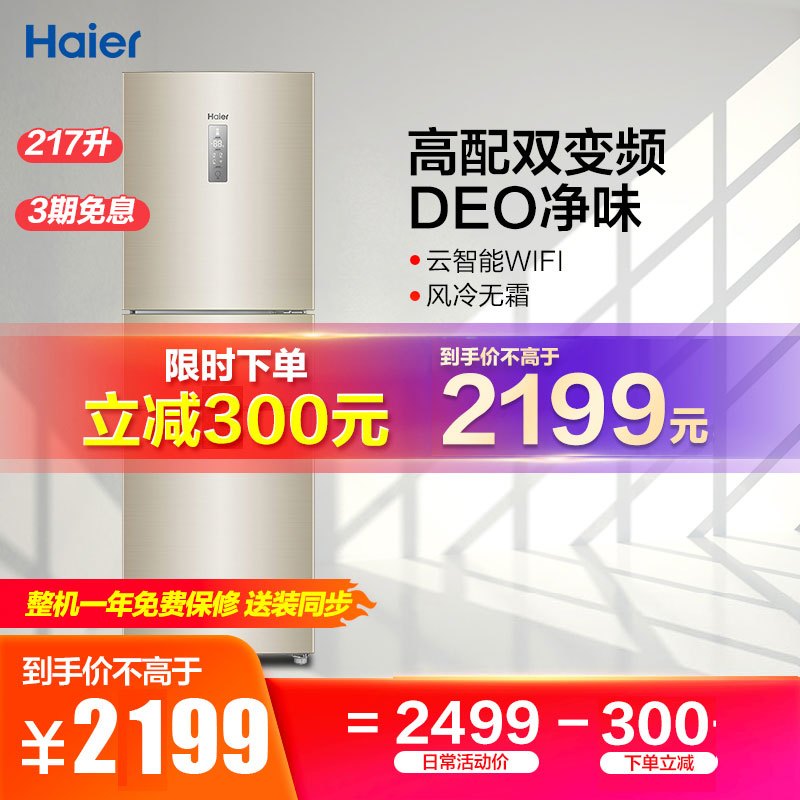 Haier
Haier
88
217升
3期免息
高配双变频
DEO净味
云智能WIFI
风冷无霜
限时下单
立减300元
到手价不高于
2199元
整机一年免费保修 送装同步
到手价不高于
¥2199
=2499-300
日常活动价
下单立减